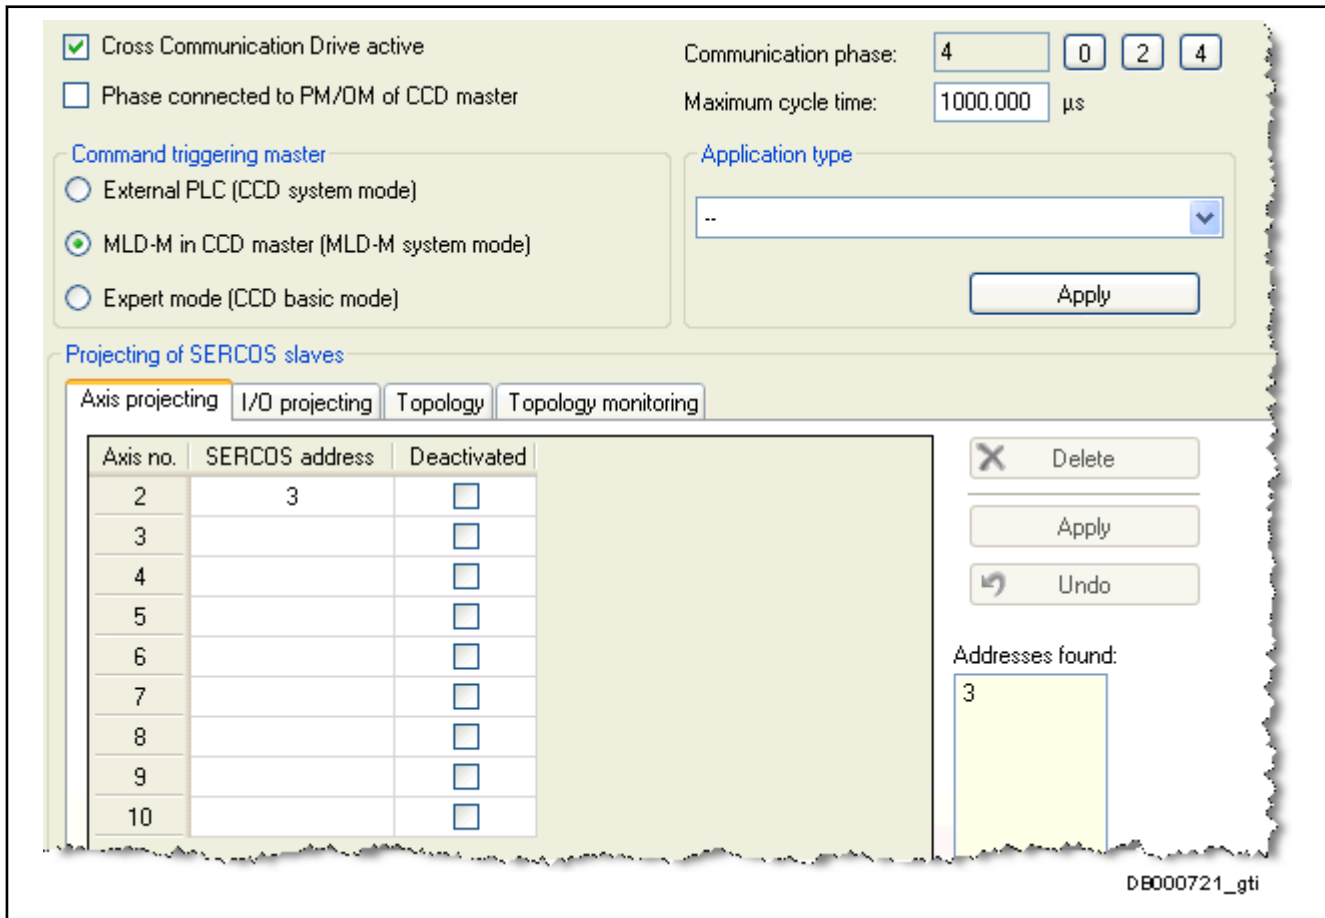 Cross Communication Drive active
Phase connected to PM/OM of CCD master
Communication phase: 4 0 2 4
Maximum cycle time: 1000.000 µs
Command triggering master
External PLC (CCD system mode)
MLD-M in CCD master (MLD-M system mode)
Expert mode (CCD basic mode)
Application type
--
Apply
Projecting of SERCOS slaves
Axis projecting I/O projecting Topology Topology monitoring
Axis no. SERCOS address Deactivated
2 3
3
4
5
6
7
8
9
10
Delete
Apply
Undo
Addresses found:
3
DB000721_gti